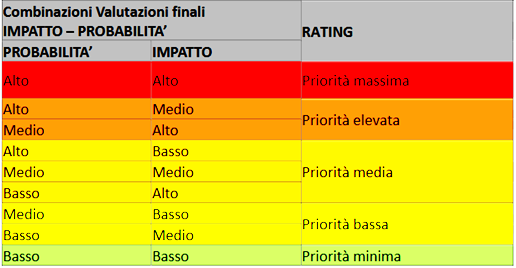 Combinazioni Valutazioni finali
IMPATTO – PROBABILITA’
RATING
PROBABILITA’ IMPATTO
Alto Alto Priorità massima
Alto Medio
Priorità elevata
Medio Alto
Alto Basso
Medio Medio Priorità media
Basso Alto
Medio Basso
Priorità bassa
Basso Medio
Basso Basso Priorità minima